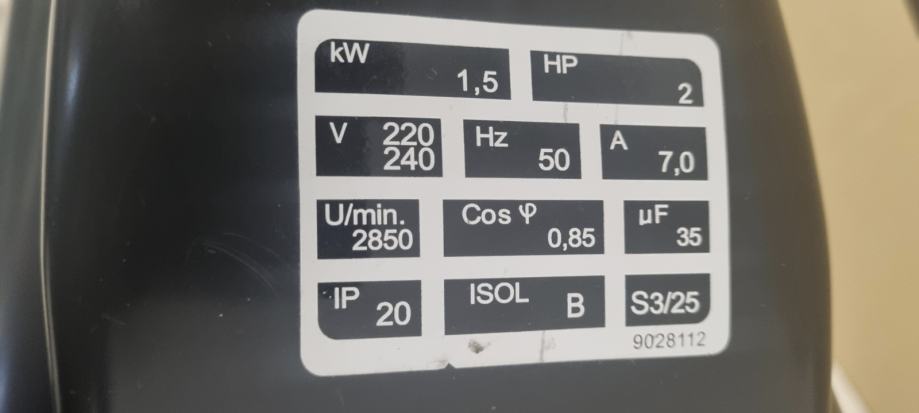 kW 1,5 HP 2
V 220 240 Hz 50 A 7,0
U/min. 2850 Cos φ 0,85 µF 35
IP 20 ISOL B S3/25
9028112